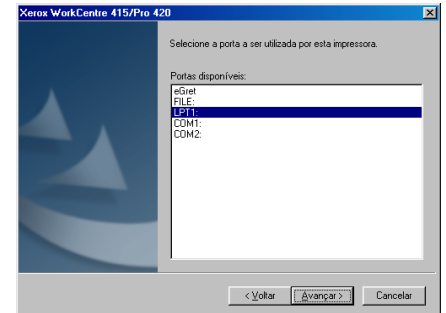 Xerox WorkCentre 415/Pro 420
Selecione a porta a ser utilizada por esta impressora.
Portas disponíveis:
eGret
FILE:
LPT1:
COM1:
COM2:
< Voltar
Avançar >
Cancelar